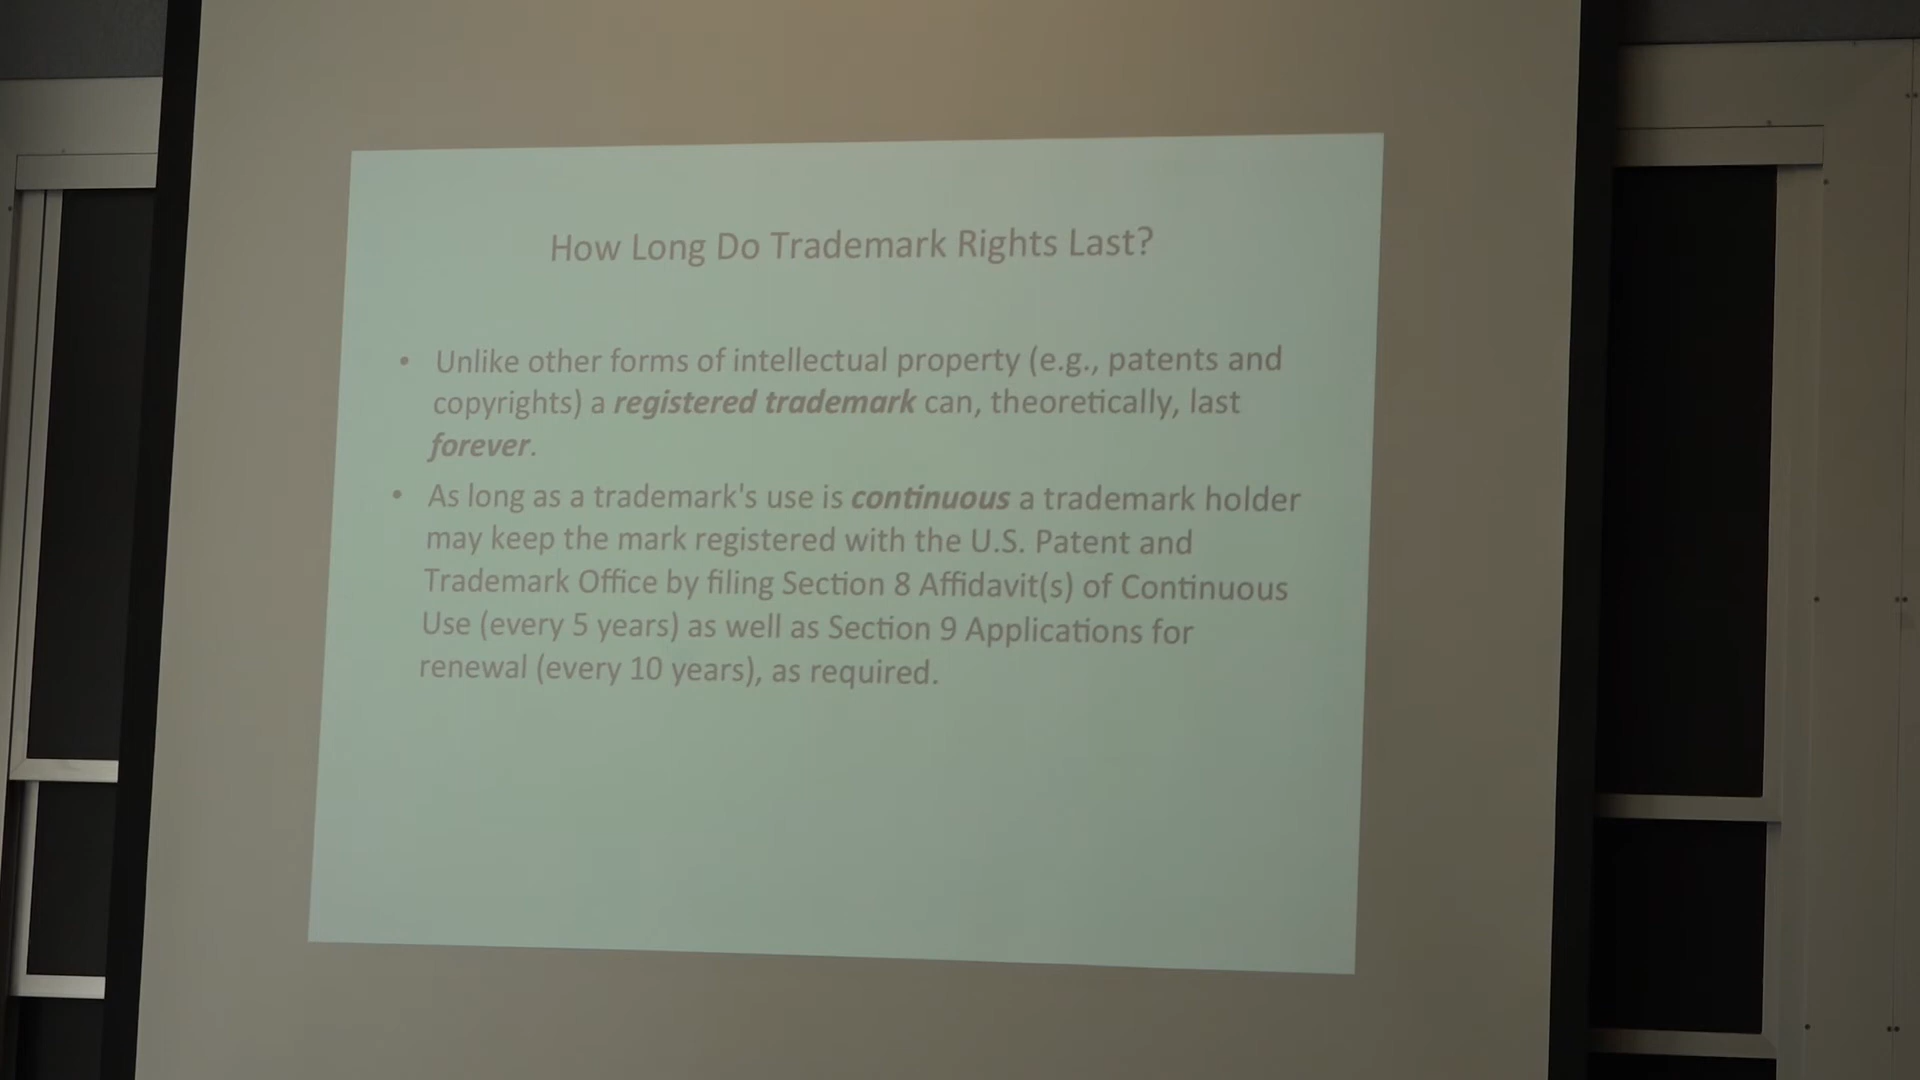 How Long Do Trademark Rights Last?
• Unlike other forms of intellectual property (e.g., patents and
copyrights) a registered trademark can, theoretically, last
forever.
• As long as a trademark's use is continuous a trademark holder
may keep the mark registered with the U.S. Patent and
Trademark Office by filing Section 8 Affidavit(s) of Continuous
Use (every 5 years) as well as Section 9 Applications for
renewal (every 10 years), as required.